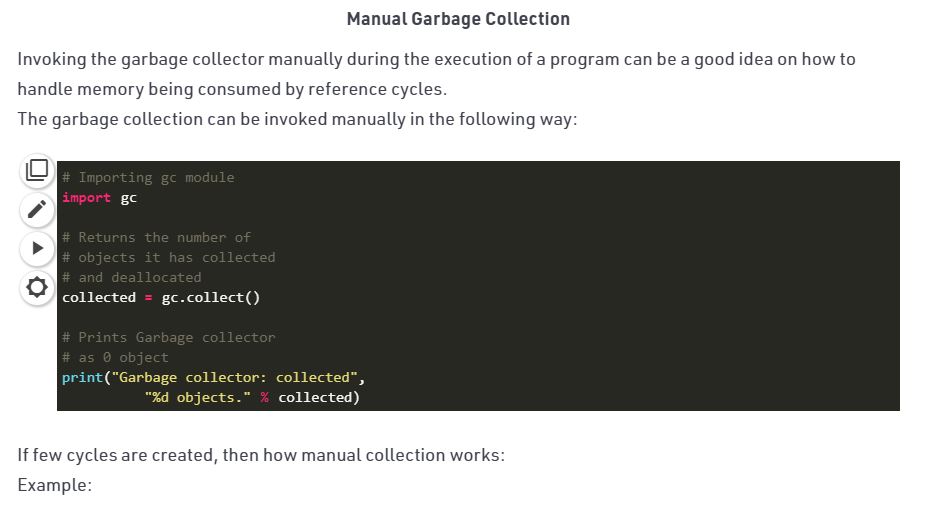 Manual Garbage Collection
Invoking the garbage collector manually during the execution of a program can be a good idea on how to
handle memory being consumed by reference cycles.
The garbage collection can be invoked manually in the following way:
# Importing gc module
import gc
# Returns the number of
# objects it has collected
# and deallocated
collected = gc.collect()
# Prints Garbage collector
# as 0 object
print("Garbage collector: collected",
"%d objects." % collected)
If few cycles are created, then how manual collection works:
Example: